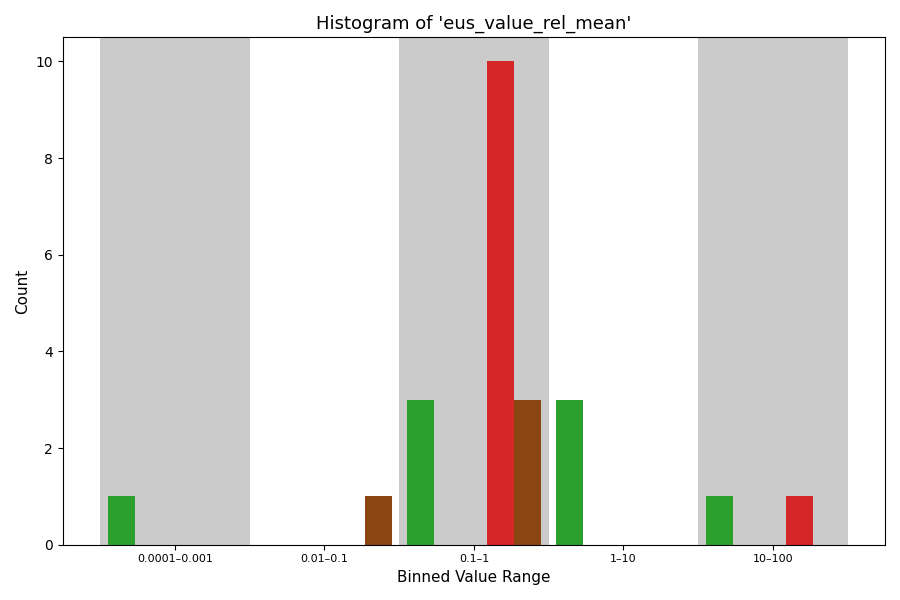 Histogram of 'eus_value_rel_mean'
Count
10
8
6
4
2
0
0.0001–0.001 0.01–0.1 0.1–1 1–10 10–100
Binned Value Range